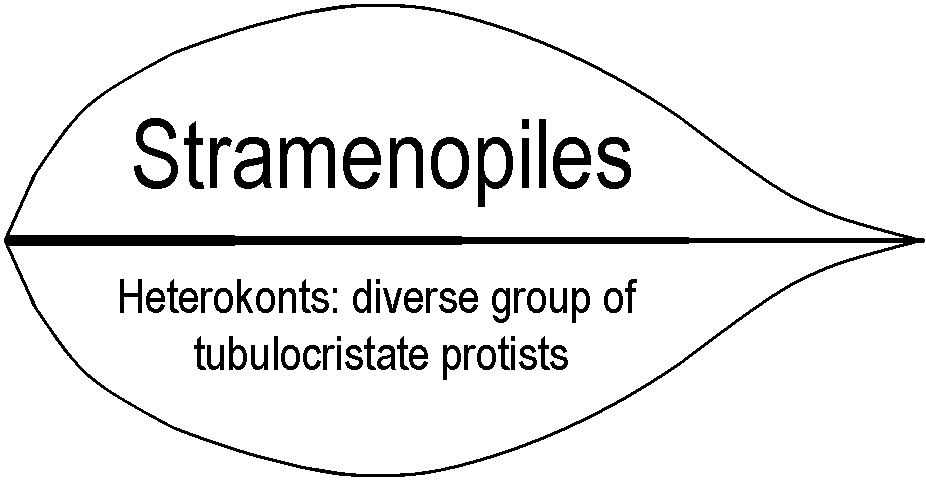 Stramenopiles
Heterokonts: diverse group of
tubulocristate protists